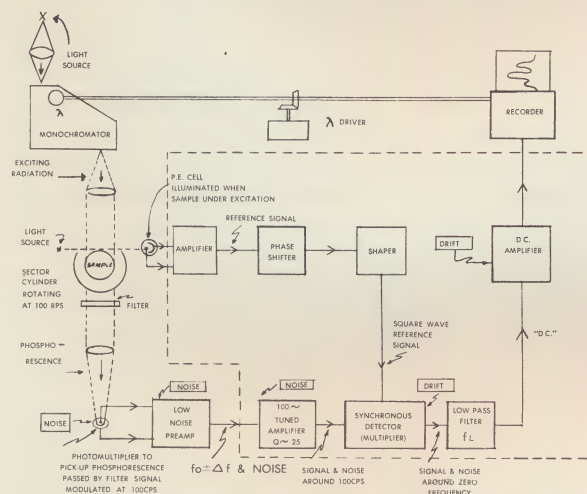 X
LIGHT
SOURCE
λ
MONOCHROMATOR
λ DRIVER
RECORDER
EXCITING
RADIATION
P.E. CELL
ILLUMINATED WHEN
SAMPLE UNDER EXCITATION
REFERENCE SIGNAL
LIGHT
SOURCE
SAMPLE
AMPLIFIER
PHASE
SHIFTER
SHAPER
DRIFT
D.C.
AMPLIFIER
SECTOR
CYLINDER
ROTATING
AT 100 RPS
FILTER
PHOSPHO-
RESCENCE
SQUARE WAVE
REFERENCE
SIGNAL
"D C."
NOISE
NOISE
LOW
NOISE
PREAMP
NOISE
100~
TUNED
AMPLIFIER
Q~ 25
SYNCHRONOUS
DETECTOR
(MULTIPLIER)
DRIFT
LOW PASS
FILTER
f L
PHOTOMULTIPLIER TO
PICK-UP PHOSPHORESCENCE
PASSED BY FILTER SIGNAL
MODULATED AT 100CPS
fo±Δf & NOISE
SIGNAL & NOISE
AROUND 100CPS
SIGNAL & NOISE
AROUND ZERO
FREQUENCY